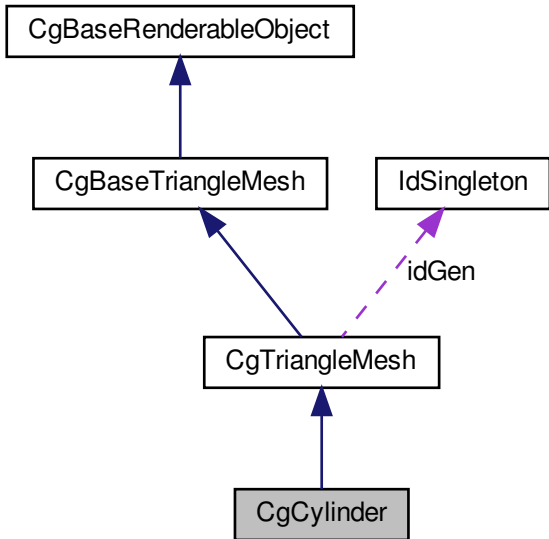 CgBaseRenderableObject
CgBaseTriangleMesh
IdSingleton
idGen
CgTriangleMesh
CgCylinder